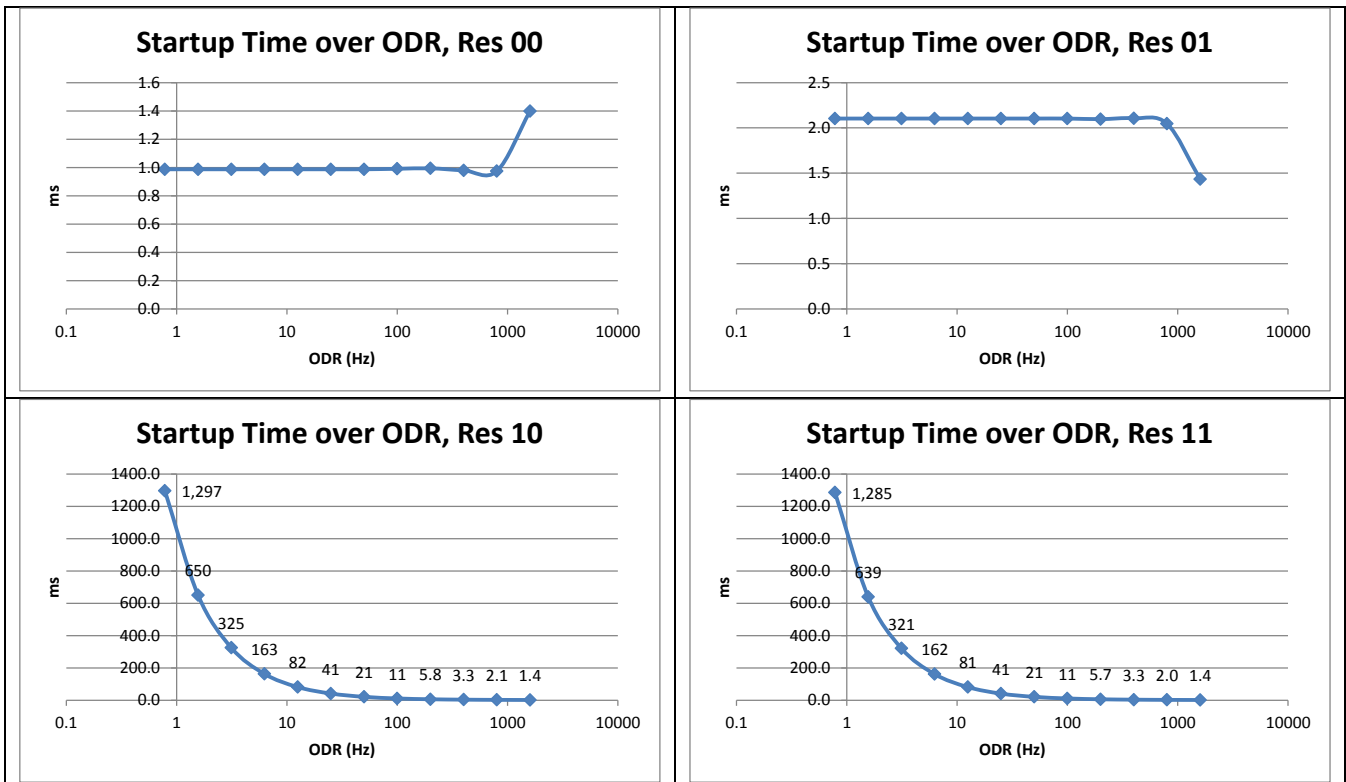 Startup Time over ODR, Res 00
1.6
1.4
1.2
1.0
0.8
0.6
0.4
0.2
0.0
ms
0.1 1 10 100 1000 10000
ODR (Hz)
Startup Time over ODR, Res 01
2.5
2.0
1.5
1.0
0.5
0.0
ms
0.1 1 10 100 1000 10000
ODR (Hz)
Startup Time over ODR, Res 10
1400.0
1200.0
1000.0
800.0
600.0
400.0
200.0
0.0
ms
1,297
650
325
163
82 41 21 11 5.8 3.3 2.1 1.4
0.1 1 10 100 1000 10000
ODR (Hz)
Startup Time over ODR, Res 11
1400.0
1200.0
1000.0
800.0
600.0
400.0
200.0
0.0
ms
1,285
639
321
162
81 41 21 11 5.7 3.3 2.0 1.4
0.1 1 10 100 1000 10000
ODR (Hz)